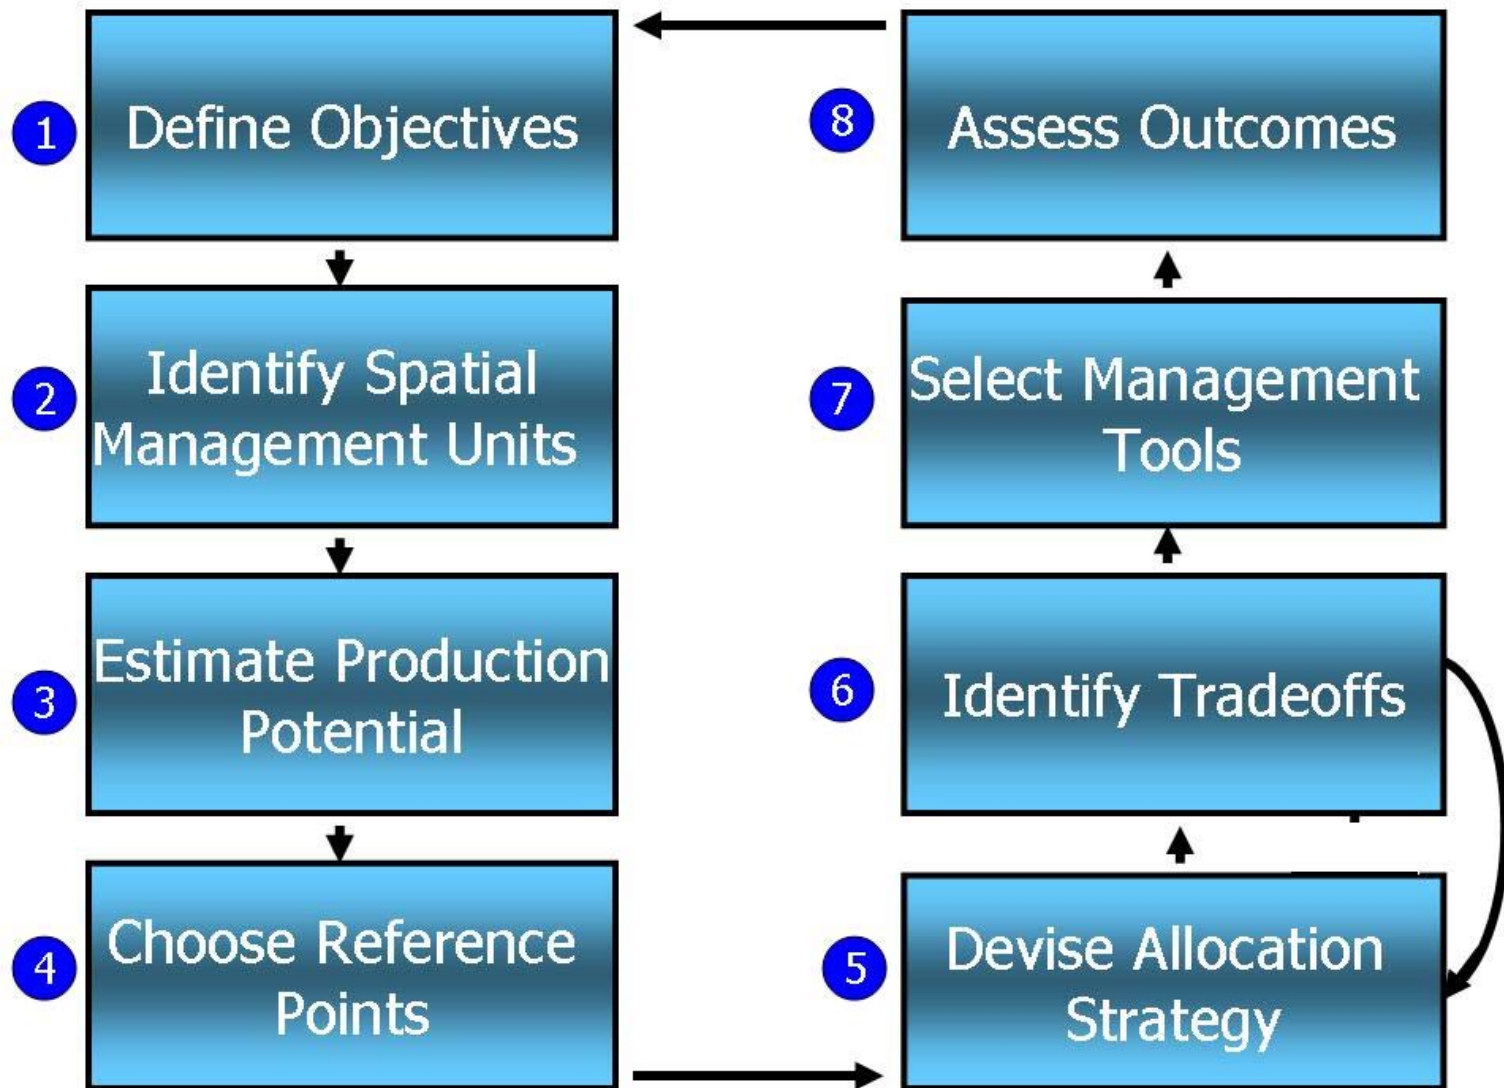 1
Define Objectives
2
Identify Spatial
Management Units
3
Estimate Production
Potential
4
Choose Reference
Points
5
Devise Allocation
Strategy
6
Identify Tradeoffs
7
Select Management
Tools
8
Assess Outcomes